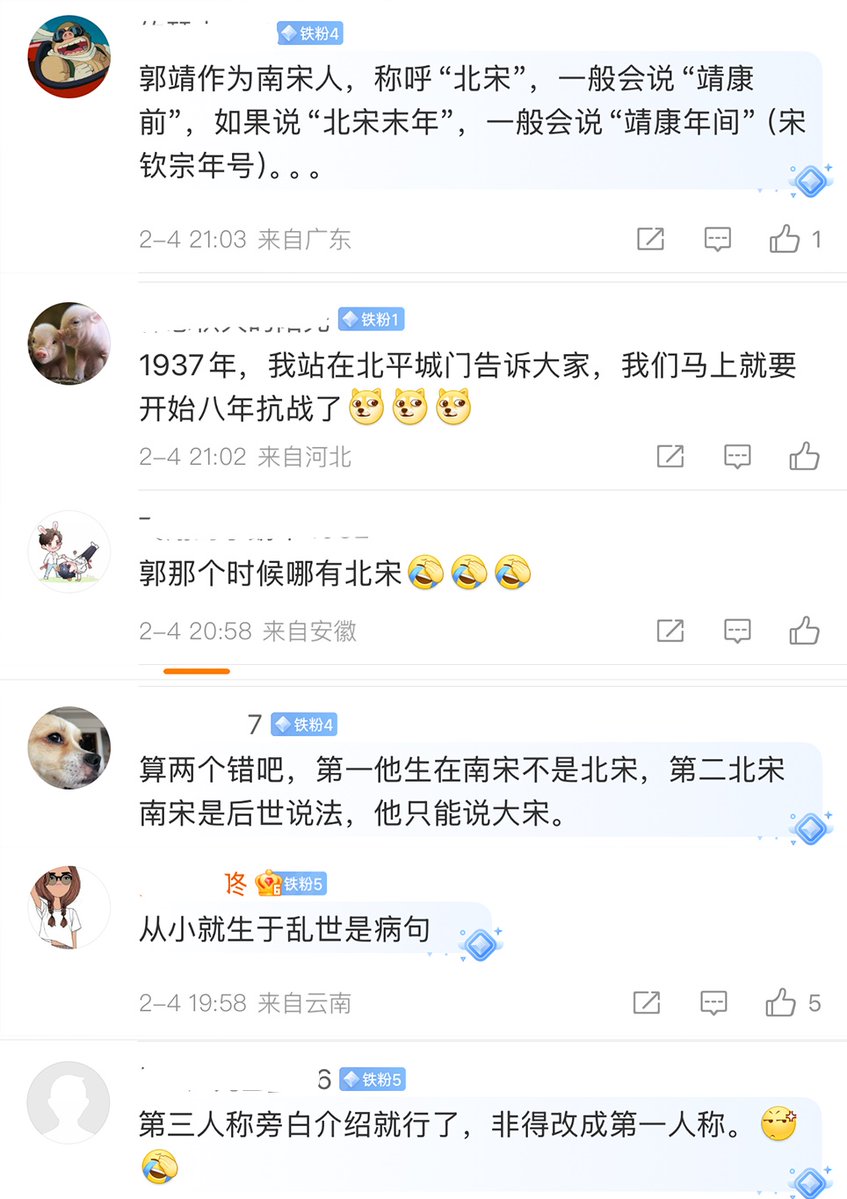 铁粉4
郭靖作为南宋人，称呼“北宋”，一般会说“靖康
前”，如果说“北宋末年”，一般会说“靖康年间”（宋
钦宗年号）。。。
2-4 21:03 来自广东
1
铁粉1
1937年，我站在北平城门告诉大家，我们马上就要
开始八年抗战了
2-4 21:02 来自河北
郭那个时候哪有北宋
2-4 20:58 来自安徽
7 铁粉4
算两个错吧，第一他生在南宋不是北宋，第二北宋
南宋是后世说法，他只能说大宋。
佟 6 铁粉5
从小就生于乱世是病句
2-4 19:58 来自云南
5
6 铁粉5
第三人称旁白介绍就行了，非得改成第一人称。